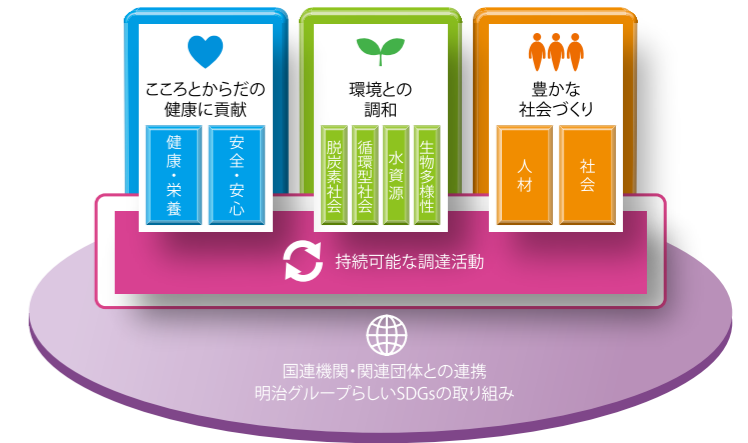 こころとからだの
健康に貢献
環境との
調和
豊かな
社会づくり
健康・栄養
安全・安心
脱炭素社会
循環型社会
水資源
生物多様性
人材
社会
持続可能な調達活動
国連機関・関連団体との連携
明治グループらしいSDGsの取り組み